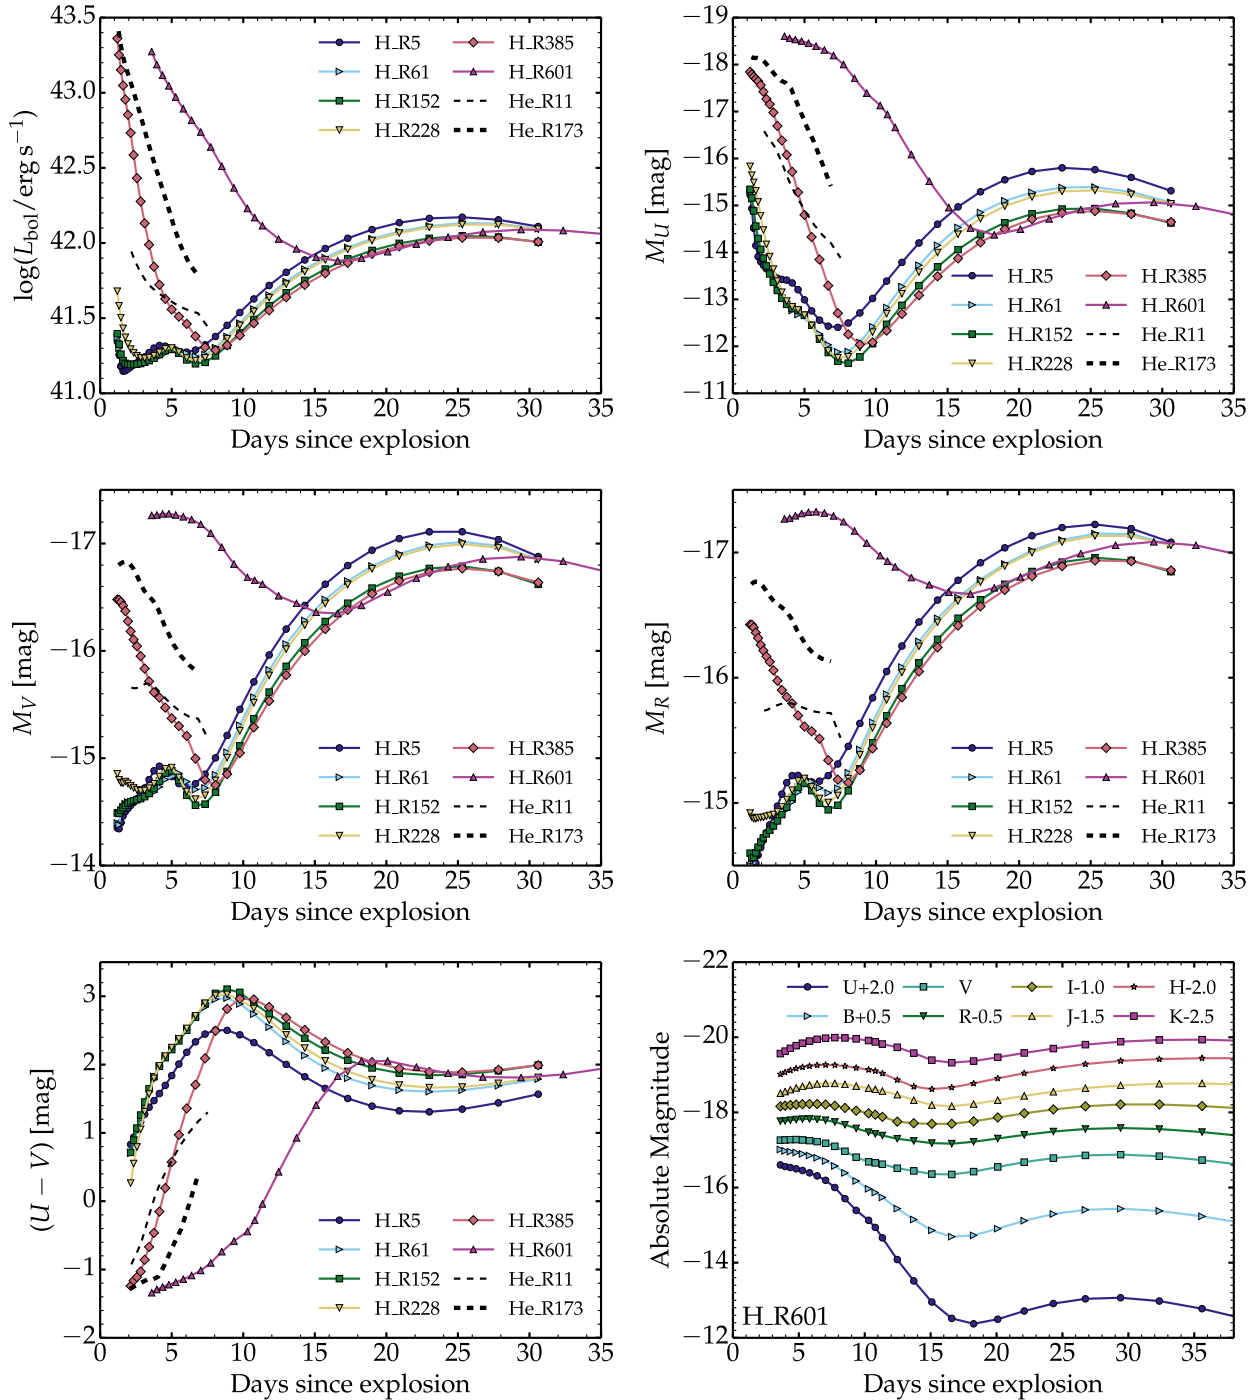 43.5
43.0
42.5
42.0
41.5
41.0
log(L_bol/erg s⁻¹)
H_R5
H_R61
H_R152
H_R228
H_R385
H_R601
He_R11
He_R173
0 5 10 15 20 25 30 35
Days since explosion
−19
−18
−17
−16
−15
−14
−13
−12
−11
M_U [mag]
H_R5
H_R61
H_R152
H_R228
H_R385
H_R601
He_R11
He_R173
0 5 10 15 20 25 30 35
Days since explosion
−17
−16
−15
−14
M_V [mag]
H_R5
H_R61
H_R152
H_R228
H_R385
H_R601
He_R11
He_R173
0 5 10 15 20 25 30 35
Days since explosion
−17
−16
−15
M_R [mag]
H_R5
H_R61
H_R152
H_R228
H_R385
H_R601
He_R11
He_R173
0 5 10 15 20 25 30 35
Days since explosion
3
2
1
0
−1
−2
(U − V) [mag]
H_R5
H_R61
H_R152
H_R228
H_R385
H_R601
He_R11
He_R173
0 5 10 15 20 25 30 35
Days since explosion
−22
−20
−18
−16
−14
−12
Absolute Magnitude
U+2.0
B+0.5
V
R-0.5
I-1.0
J-1.5
H-2.0
K-2.5
H_R601
0 5 10 15 20 25 30 35
Days since explosion